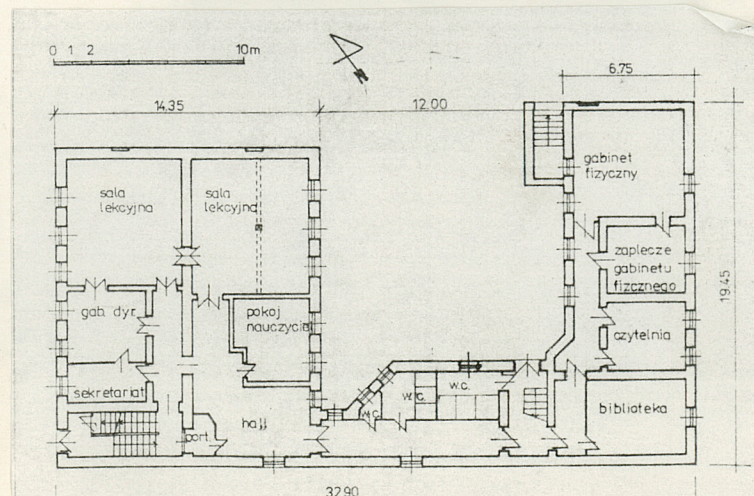 0 1 2 10m
N
6.75
14.35
12.00
gabinet
fizyczny
sala
lekcyjna
sala
lekcyjna
19.45
zaplecze
gabinetu
fizcznego
gab. dyr.
pokoj
nauczyciel
czytelnia
w.c.
sekretariat
w.c.
w.c.
biblioteka
hall
port.
32.90